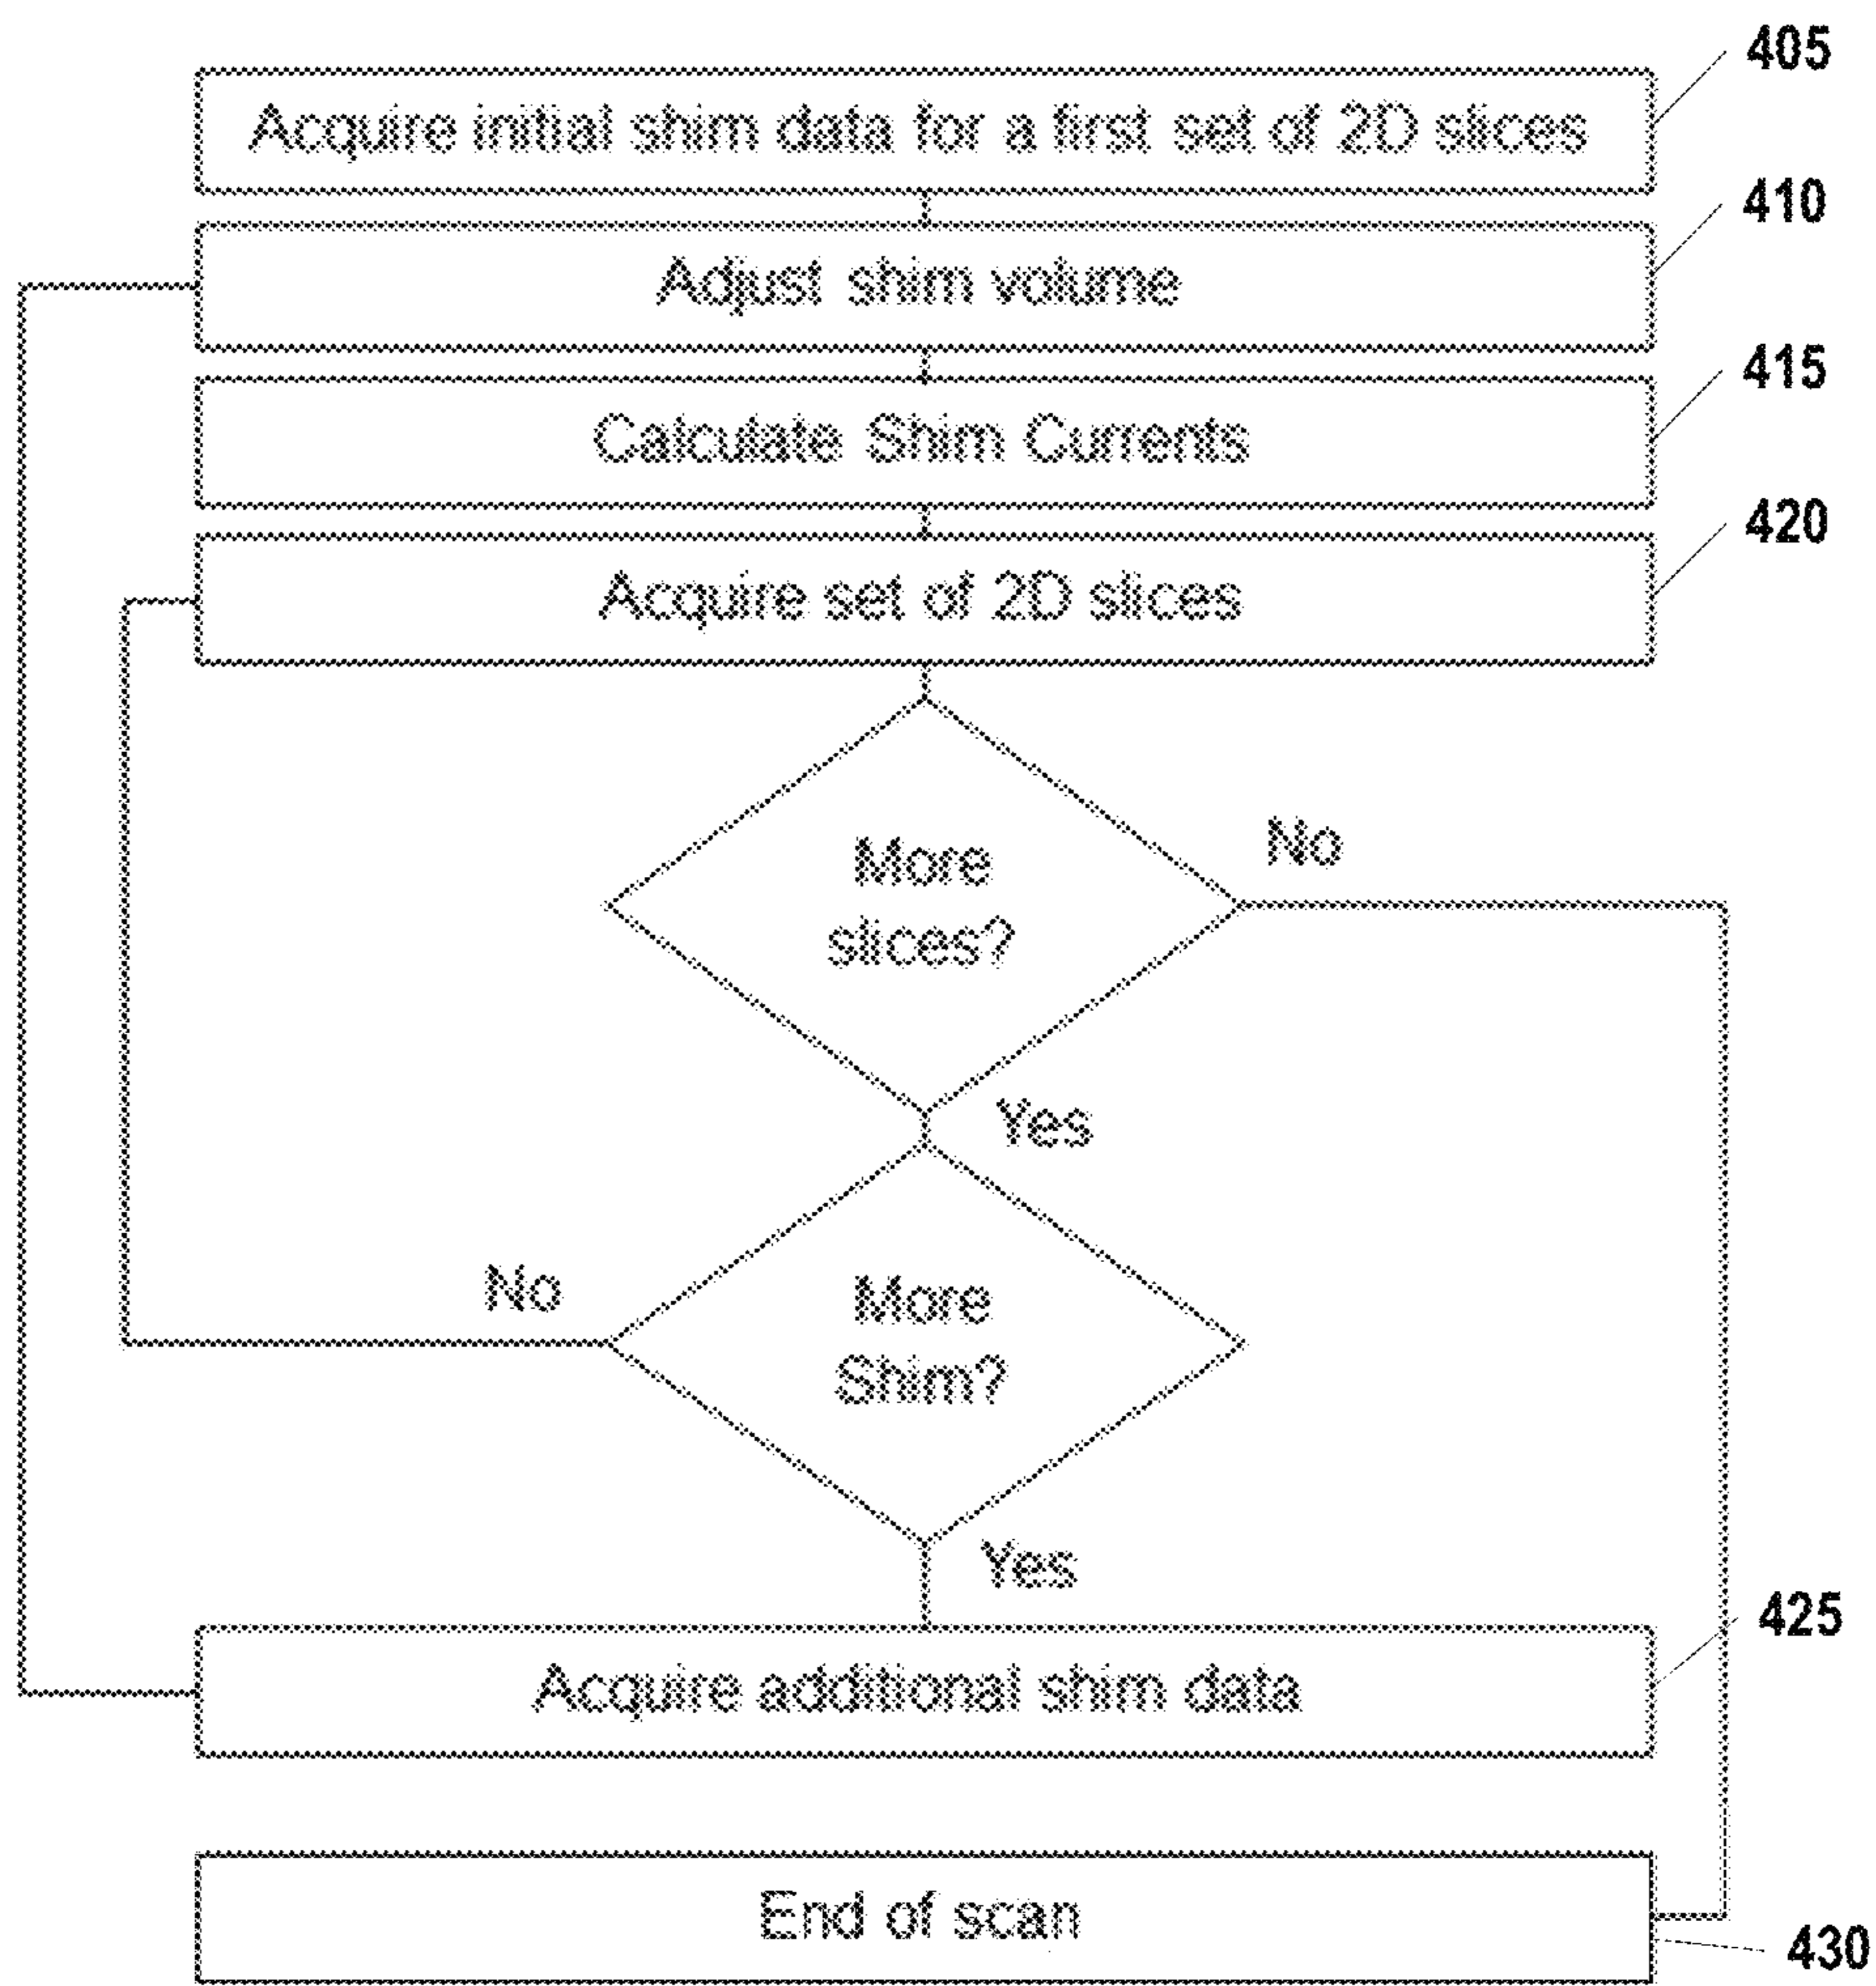 405
Acquire initial shim data for a first set of 2D slices
410
Adjust shim volume
415
Calculate Shim Currents
420
Acquire set of 2D slices
More
slices?
No
Yes
More
Shim?
No
Yes
425
Acquire additional shim data
End of scan
430